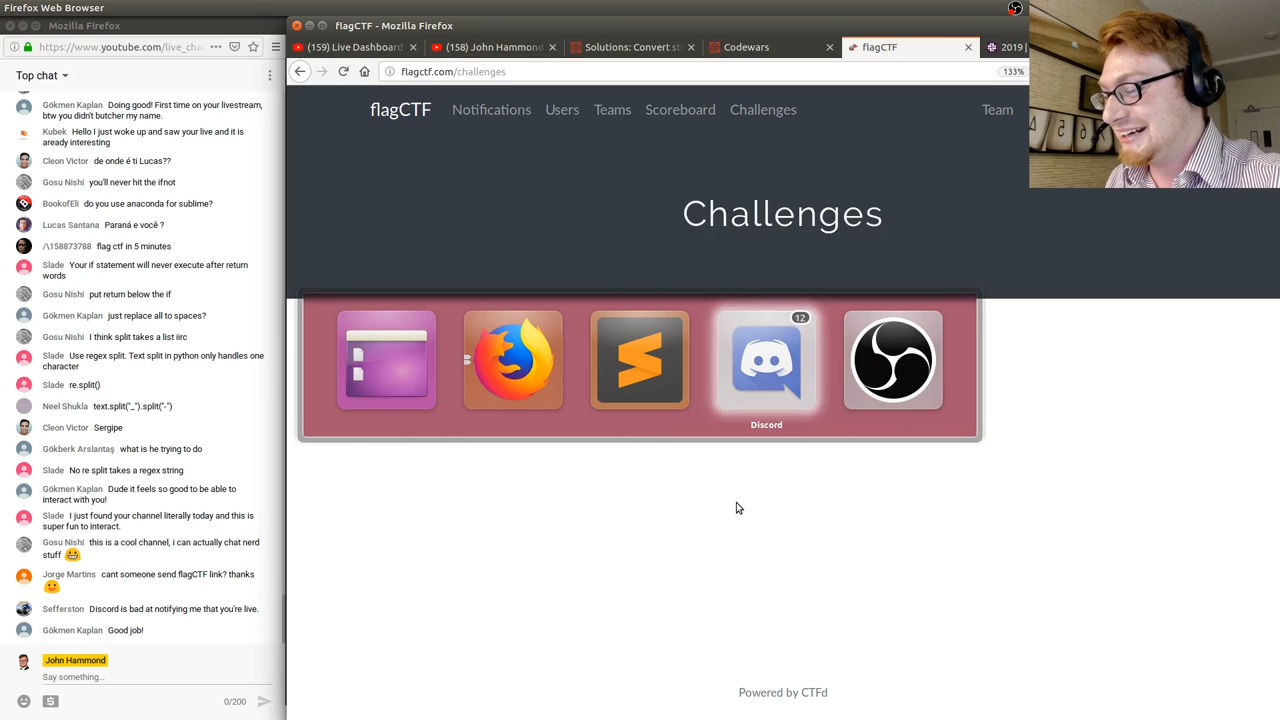 Firefox Web Browser
Mozilla Firefox
https://www.youtube.com/live_cha
Top chat
Gökmen Kaplan Doing good! First time on your livestream,
btw you didn't butcher my name.
Kubek Hello I just woke up and saw your live and it is
aready interesting
Cleon Victor de onde é ti Lucas??
Gosu Nishi you'll never hit the ifnot
BookofEli do you use anaconda for sublime?
Lucas Santana Paraná e você ?
/\158873788 flag ctf in 5 minutes
Slade Your if statement will never execute after return
words
Gosu Nishi put return below the if
Gökmen Kaplan just replace all to spaces?
Gosu Nishi I think split takes a list iirc
Slade Use regex split. Text split in python only handles one
character
Slade re.split()
Neel Shukla text.split("_").split("-")
Cleon Victor Sergipe
Gökberk Arslantaş what is he trying to do
Slade No re split takes a regex string
Gökmen Kaplan Dude it feels so good to be able to
interact with you!
Slade I just found your channel literally today and this is
super fun to interact.
Gosu Nishi this is a cool channel, i can actually chat nerd
stuff
Jorge Martins cant someone send flagCTF link? thanks
Sefferston Discord is bad at notifying me that you're live.
Gökmen Kaplan Good job!
John Hammond
Say something...
0/200
flagCTF - Mozilla Firefox
(159) Live Dashboard
(158) John Hammond
Solutions: Convert str
Codewars
flagCTF
2019 |
flagctf.com/challenges
133%
flagCTF Notifications Users Teams Scoreboard Challenges Team
Challenges
12
Discord
Powered by CTFd